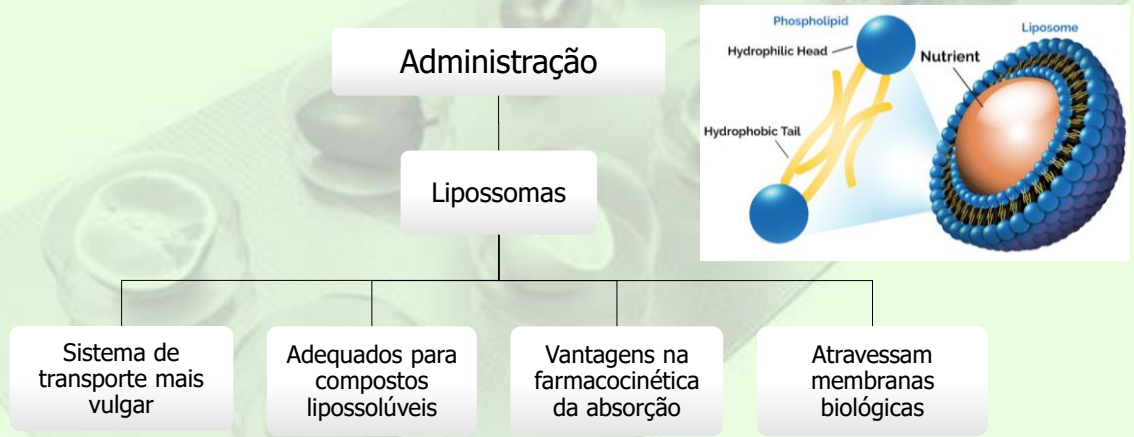 Administração
Lipossomas
Sistema de
transporte mais
vulgar
Adequados para
compostos
lipossolúveis
Vantagens na
farmacocinética
da absorção
Atravessam
membranas
biológicas
Phospholipid
Hydrophilic Head
Hydrophobic Tail
Liposome
Nutrient